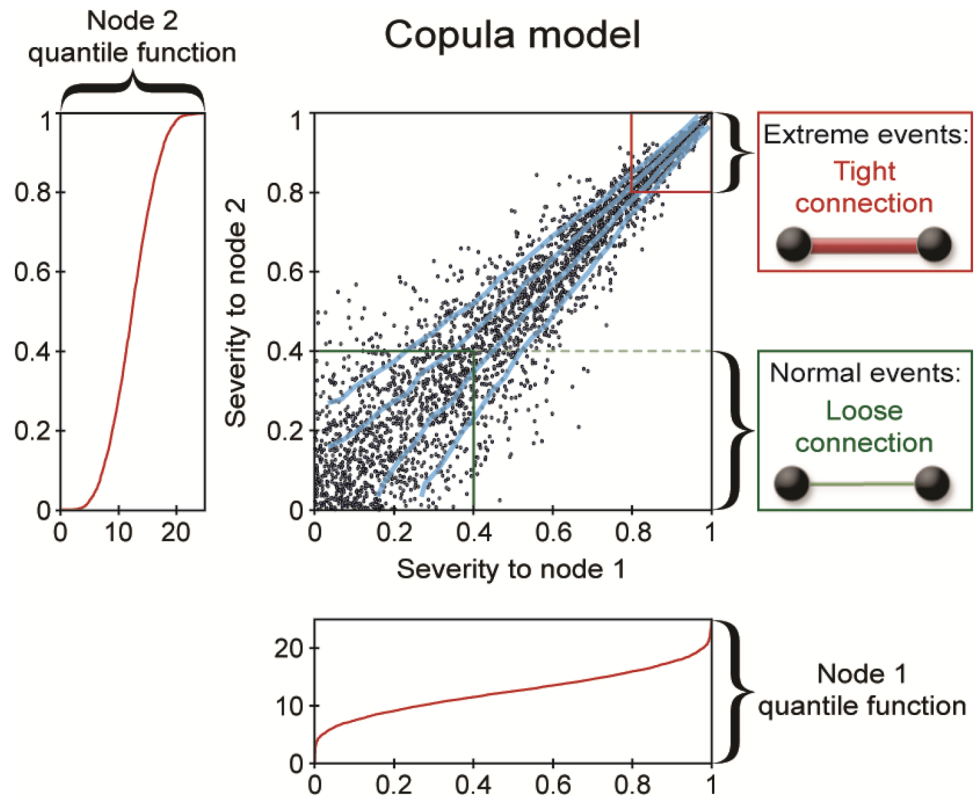 Node 2
quantile function
Copula model
1
0.8
0.6
0.4
0.2
0
0 10 20
Severity to node 2
1
0.8
0.6
0.4
0.2
0
0 0.2 0.4 0.6 0.8 1
Severity to node 1
Extreme events:
Tight
connection
Normal events:
Loose
connection
20
10
0
0 0.2 0.4 0.6 0.8 1
Node 1
quantile function